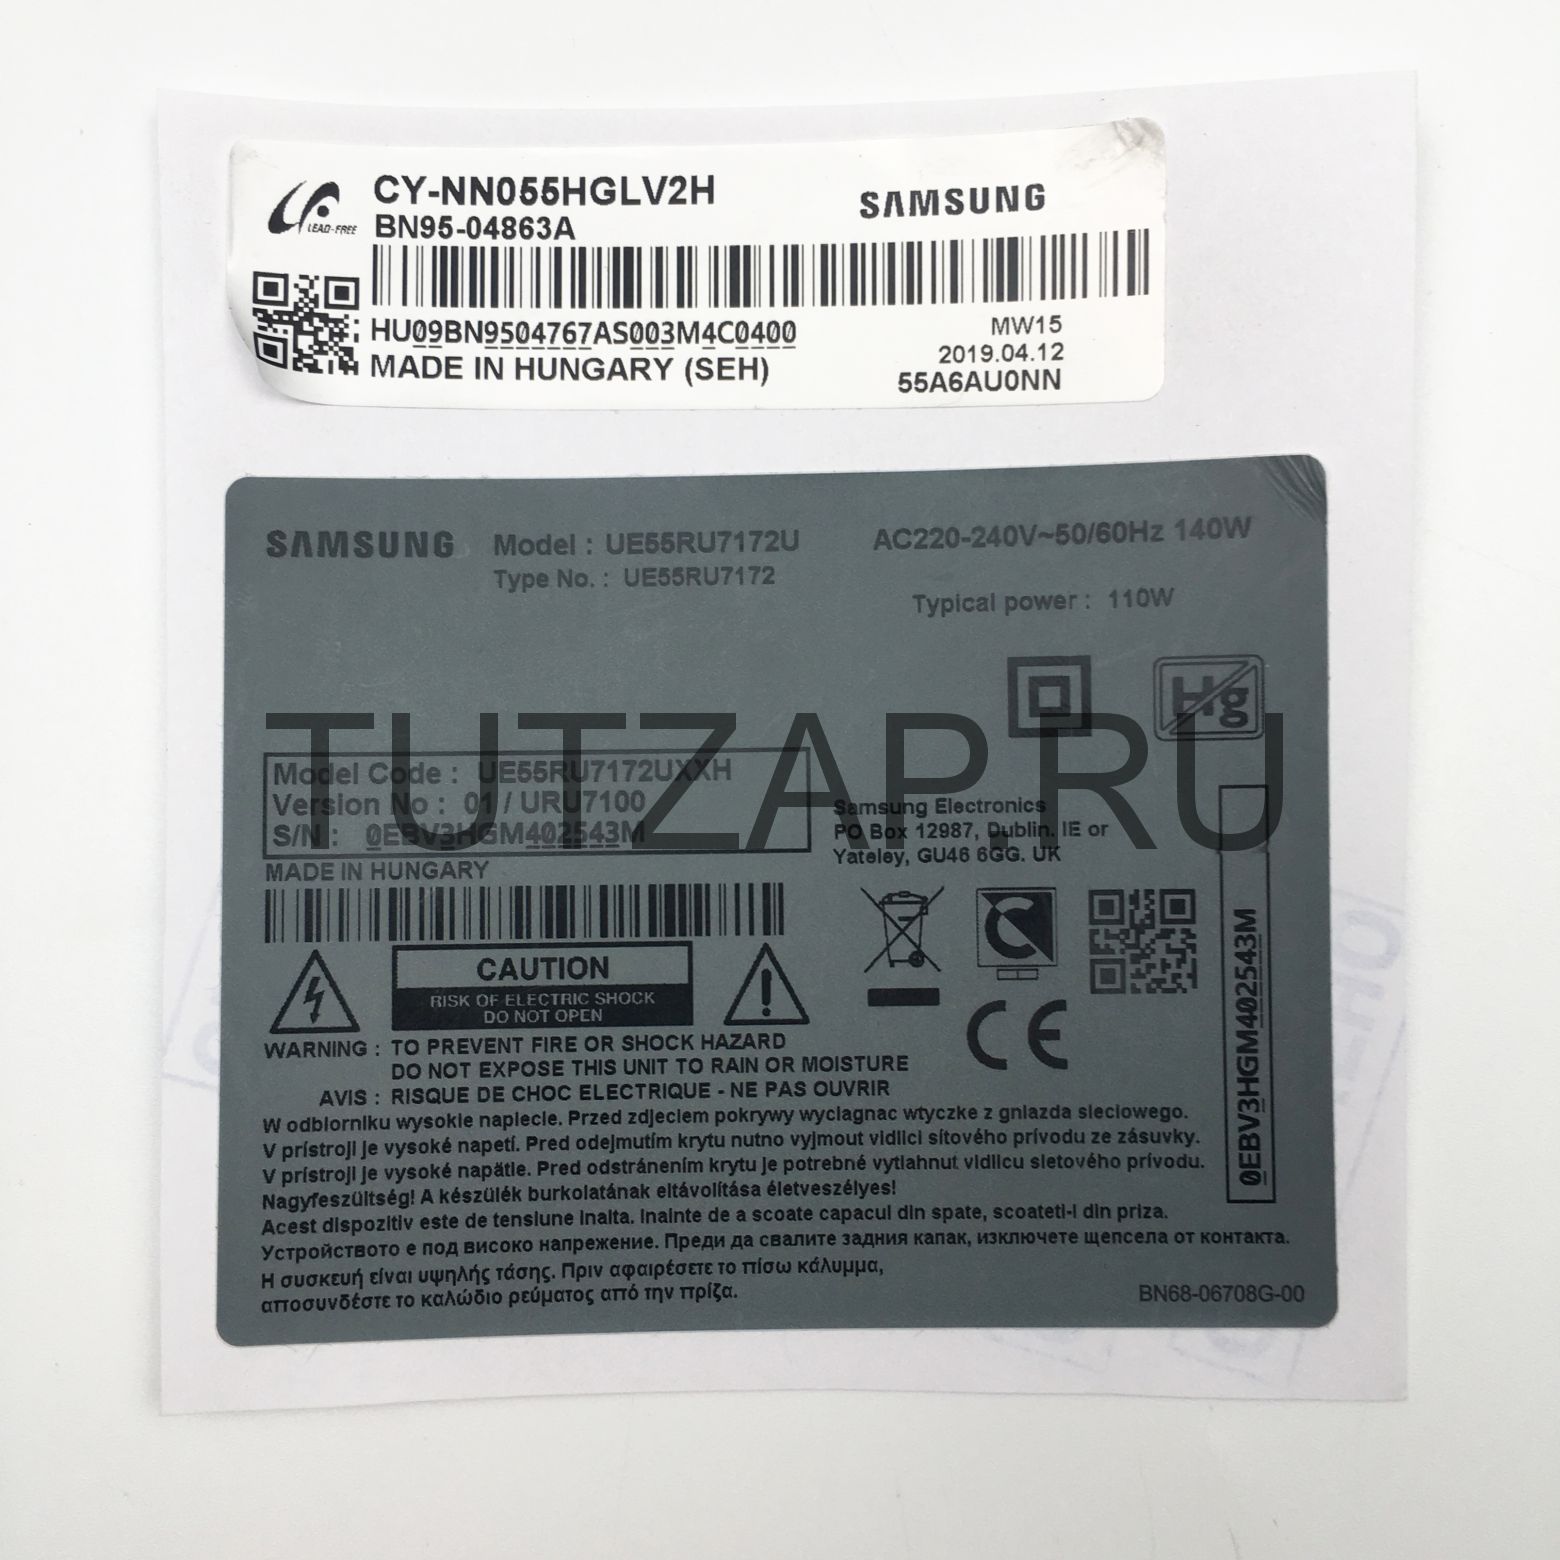 CY-NN055HGLV2H
BN95-04863A
SAMSUNG
LEAD-FREE
HU09BN9504767AS003M4C0400
MADE IN HUNGARY (SEH)
MW15
2019.04.12
55A6AU0NN
SAMSUNG
Model : UE55RU7172U
Type No. : UE55RU7172
AC220-240V~50/60Hz 140W
Typical power : 110W
Hg
TUTZAP.RU
Model Code : UE55RU7172UXXH
Version No : 01 / URU7100
S/N : 0EBV3HGM402543M
MADE IN HUNGARY
Samsung Electronics
PO Box 12987, Dublin. IE or
Yateley, GU46 6GG. UK
CAUTION
RISK OF ELECTRIC SHOCK
DO NOT OPEN
CE
0EBV3HGM402543M
WARNING : TO PREVENT FIRE OR SHOCK HAZARD
DO NOT EXPOSE THIS UNIT TO RAIN OR MOISTURE
AVIS : RISQUE DE CHOC ELECTRIQUE - NE PAS OUVRIR
W odbiorniku wysokie napiecie. Przed zdjeciem pokrywy wyciagnac wtyczke z gniazda sieciowego.
V prístroji je vysoké napetí. Pred odejmutím krytu nutno vyjmout vidlici sítového prívodu ze zásuvky.
V prístroji je vysoké napätie. Pred odstránením krytu je potrebné vytiahnut vidlicu sietového prívodu.
Nagyfeszültség! A készülék burkolatának eltávolítása életveszélyes!
Acest dispozitiv este de tensiune inalta. Inainte de a scoate capacul din spate, scoateti-l din priza.
Устройството е под високо напрежение. Преди да свалите задния капак, изключете щепсела от контакта.
Η συσκευή είναι υψηλής τάσης. Πριν αφαιρέσετε το πίσω κάλυμμα,
αποσυνδέστε το καλώδιο ρεύματος από την πρίζα.
BN68-06708G-00